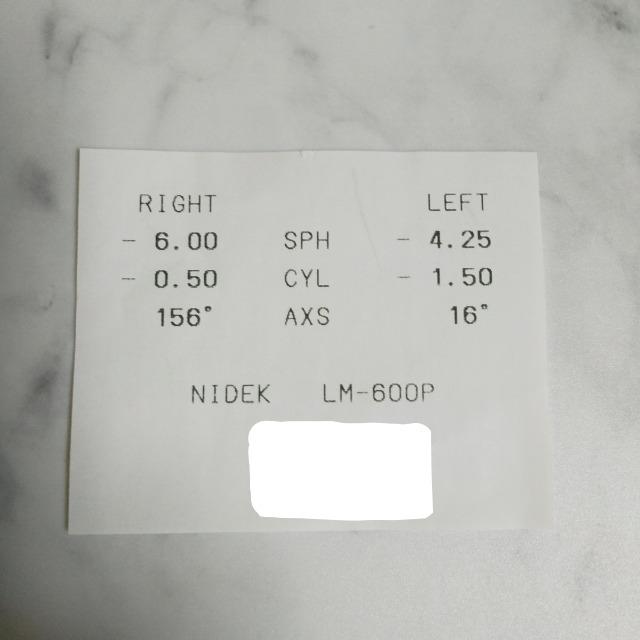 RIGHT LEFT
- 6.00 SPH - 4.25
- 0.50 CYL - 1.50
156° AXS 16°
NIDEK LM-600P